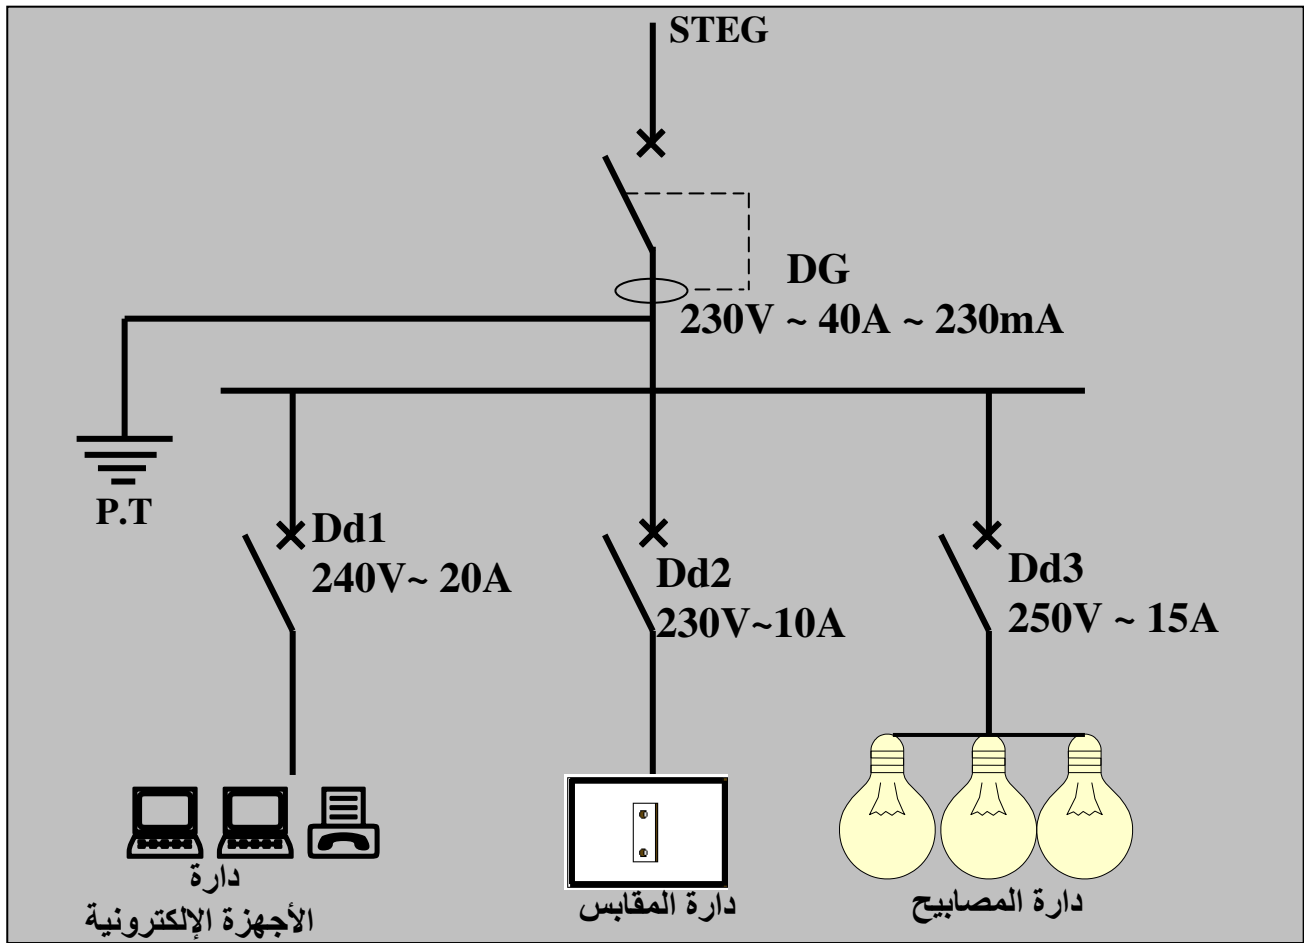 STEG
DG
230V ~ 40A ~ 230mA
P.T
Dd1
240V~ 20A
Dd2
230V~10A
Dd3
250V ~ 15A
دارة
الأجهزة الإلكترونية
دارة المقابس
دارة المصابيح